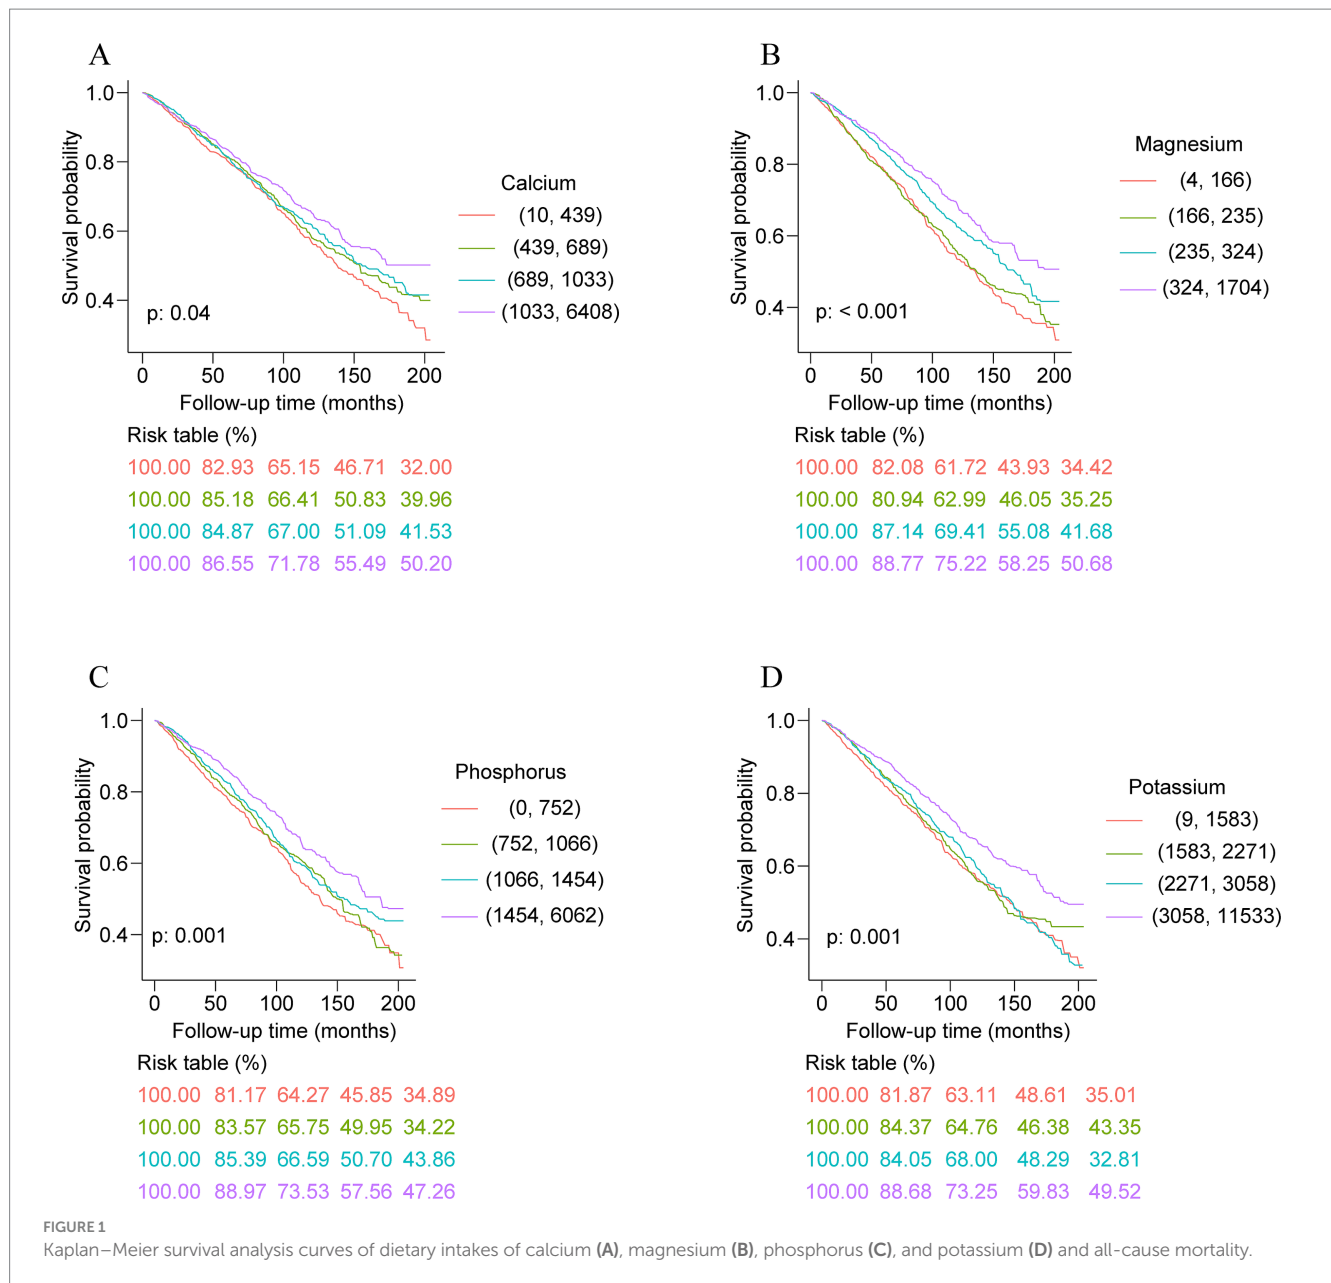 A
1.0
0.8
0.6
0.4
Survival probability
p: 0.04
0 50 100 150 200
Follow-up time (months)
Calcium
(10, 439)
(439, 689)
(689, 1033)
(1033, 6408)
Risk table (%)
100.00 82.93 65.15 46.71 32.00
100.00 85.18 66.41 50.83 39.96
100.00 84.87 67.00 51.09 41.53
100.00 86.55 71.78 55.49 50.20
B
1.0
0.8
0.6
0.4
Survival probability
p: < 0.001
0 50 100 150 200
Follow-up time (months)
Magnesium
(4, 166)
(166, 235)
(235, 324)
(324, 1704)
Risk table (%)
100.00 82.08 61.72 43.93 34.42
100.00 80.94 62.99 46.05 35.25
100.00 87.14 69.41 55.08 41.68
100.00 88.77 75.22 58.25 50.68
C
1.0
0.8
0.6
0.4
Survival probability
p: 0.001
0 50 100 150 200
Follow-up time (months)
Phosphorus
(0, 752)
(752, 1066)
(1066, 1454)
(1454, 6062)
Risk table (%)
100.00 81.17 64.27 45.85 34.89
100.00 83.57 65.75 49.95 34.22
100.00 85.39 66.59 50.70 43.86
100.00 88.97 73.53 57.56 47.26
D
1.0
0.8
0.6
0.4
Survival probability
p: 0.001
0 50 100 150 200
Follow-up time (months)
Potassium
(9, 1583)
(1583, 2271)
(2271, 3058)
(3058, 11533)
Risk table (%)
100.00 81.87 63.11 48.61 35.01
100.00 84.37 64.76 46.38 43.35
100.00 84.05 68.00 48.29 32.81
100.00 88.68 73.25 59.83 49.52
FIGURE 1
Kaplan–Meier survival analysis curves of dietary intakes of calcium (A), magnesium (B), phosphorus (C), and potassium (D) and all-cause mortality.